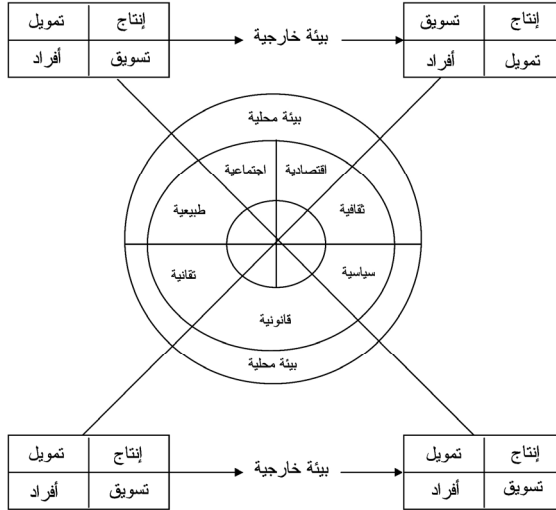 إنتاج تمويل
تسويق أفراد
بيئة خارجية
إنتاج تسويق
تمويل أفراد
بيئة محلية
اقتصادية اجتماعية
ثقافية طبيعية
سياسية تقانية
قانونية
بيئة محلية
إنتاج تمويل
تسويق أفراد
بيئة خارجية
إنتاج تمويل
تسويق أفراد